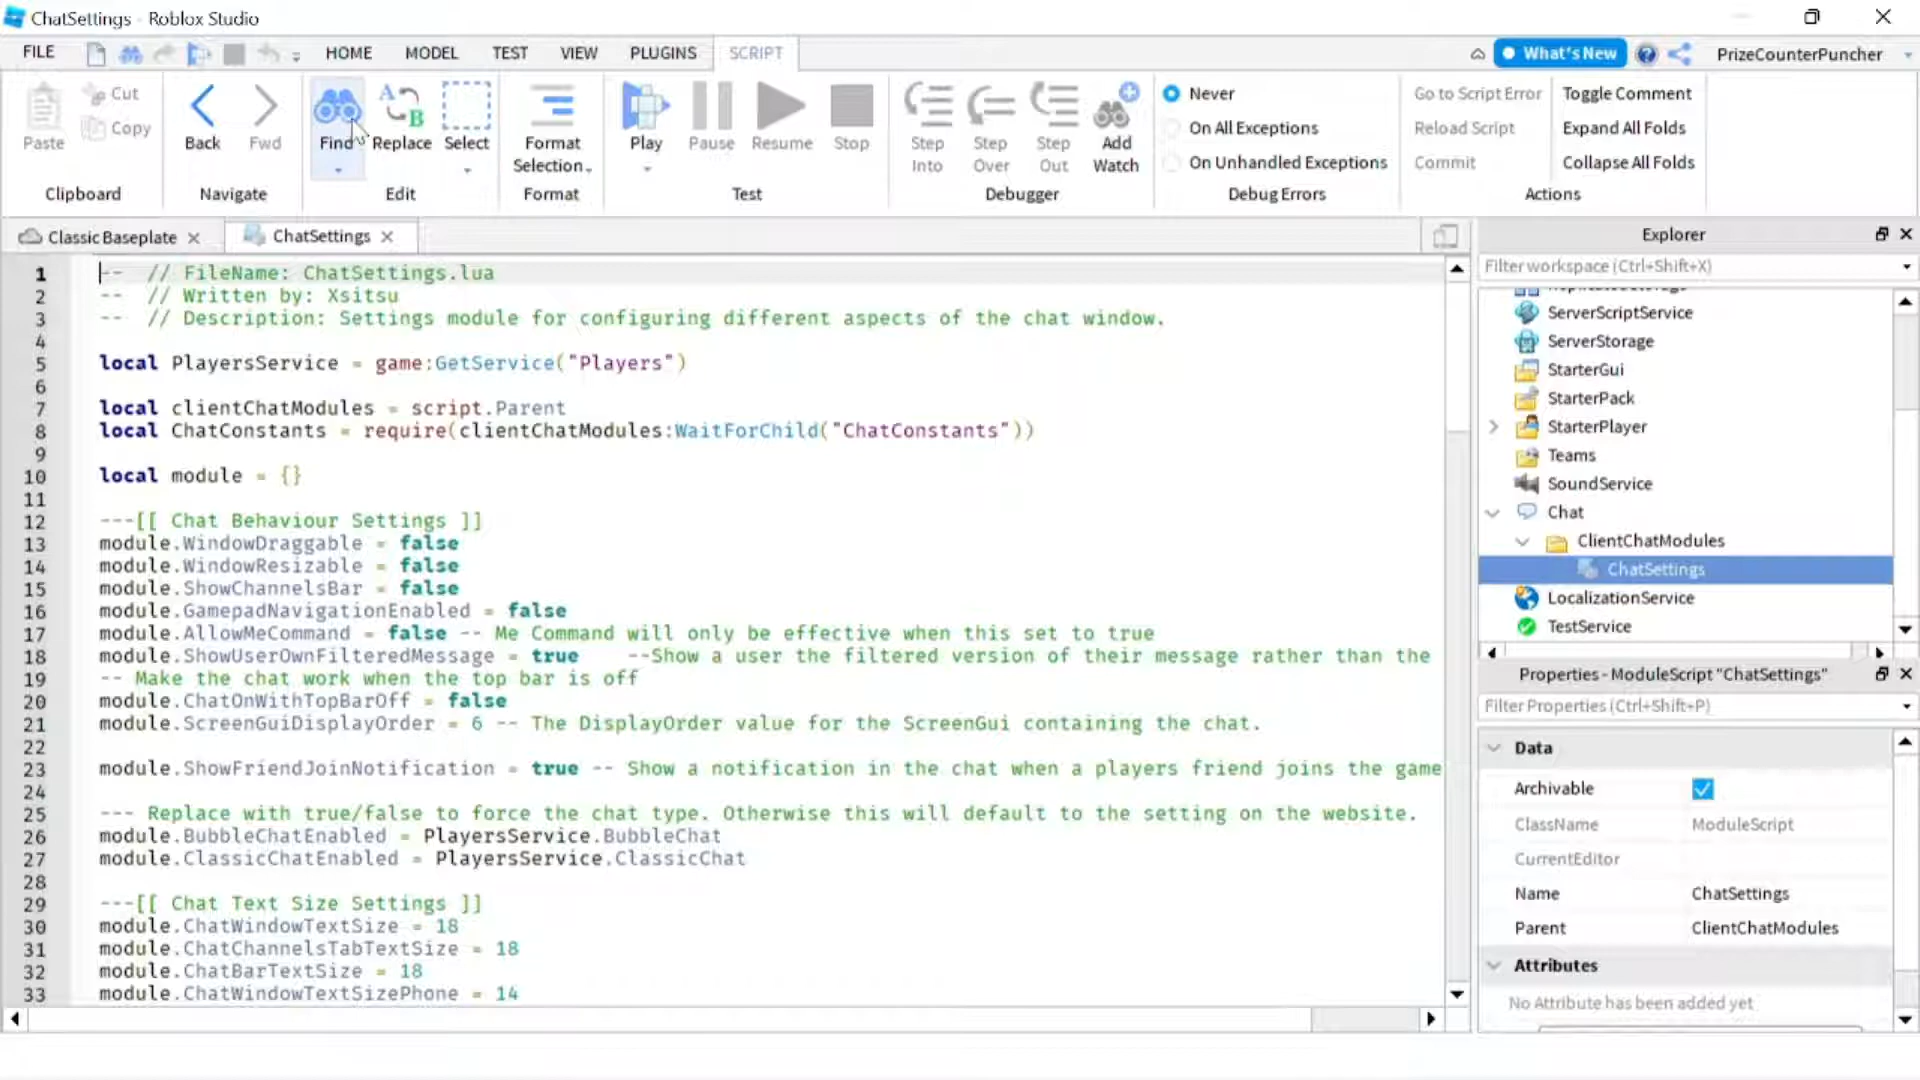 ChatSettings - Roblox Studio
FILE HOME MODEL TEST VIEW PLUGINS SCRIPT What's New PrizeCounterPuncher
Paste Cut Copy
Clipboard
Back Fwd
Navigate
Find Replace Select
Edit
Format Selection
Format
Play Pause Resume Stop
Test
Step Into Step Over Step Out Add Watch
Debugger
Never
On All Exceptions
On Unhandled Exceptions
Debug Errors
Go to Script Error Toggle Comment
Reload Script Expand All Folds
Commit Collapse All Folds
Actions
Classic Baseplate ChatSettings
1 -- // FileName: ChatSettings.lua
2 -- // Written by: Xsitsu
3 -- // Description: Settings module for configuring different aspects of the chat window.
4
5 local PlayersService = game:GetService("Players")
6
7 local clientChatModules = script.Parent
8 local ChatConstants = require(clientChatModules:WaitForChild("ChatConstants"))
9
10 local module = {}
11
12 ---[[ Chat Behaviour Settings ]]
13 module.WindowDraggable = false
14 module.WindowResizable = false
15 module.ShowChannelsBar = false
16 module.GamepadNavigationEnabled = false
17 module.AllowMeCommand = false -- Me Command will only be effective when this set to true
18 module.ShowUserOwnFilteredMessage = true --Show a user the filtered version of their message rather than the
19 -- Make the chat work when the top bar is off
20 module.ChatOnWithTopBarOff = false
21 module.ScreenGuiDisplayOrder = 6 -- The DisplayOrder value for the ScreenGui containing the chat.
22
23 module.ShowFriendJoinNotification = true -- Show a notification in the chat when a players friend joins the game
24
25 --- Replace with true/false to force the chat type. Otherwise this will default to the setting on the website.
26 module.BubbleChatEnabled = PlayersService.BubbleChat
27 module.ClassicChatEnabled = PlayersService.ClassicChat
28
29 ---[[ Chat Text Size Settings ]]
30 module.ChatWindowTextSize = 18
31 module.ChatChannelsTabTextSize = 18
32 module.ChatBarTextSize = 18
33 module.ChatWindowTextSizePhone = 14
Explorer
Filter workspace (Ctrl+Shift+X)
ServerScriptService
ServerStorage
StarterGui
StarterPack
StarterPlayer
Teams
SoundService
Chat
ClientChatModules
ChatSettings
LocalizationService
TestService
Properties - ModuleScript "ChatSettings"
Filter Properties (Ctrl+Shift+P)
Data
Archivable
ClassName ModuleScript
CurrentEditor
Name ChatSettings
Parent ClientChatModules
Attributes
No Attribute has been added yet